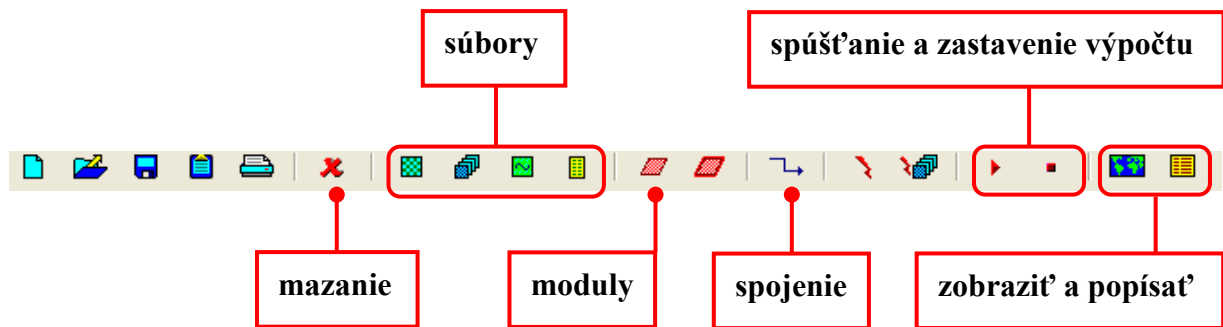 súbory
spúšťanie a zastavenie výpočtu
mazanie
moduly
spojenie
zobraziť a popísať